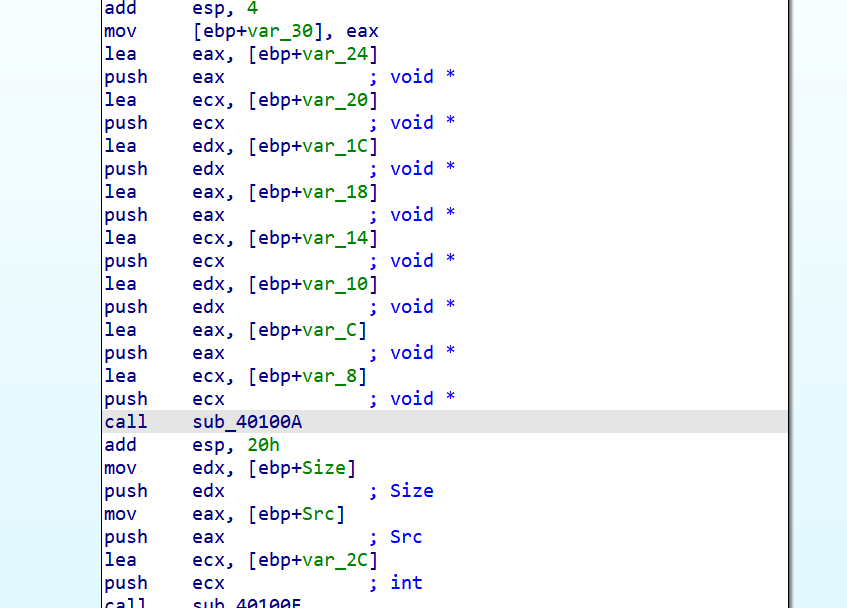 add     esp, 4
mov     [ebp+var_30], eax
lea     eax, [ebp+var_24]
push    eax             ; void *
lea     ecx, [ebp+var_20]
push    ecx             ; void *
lea     edx, [ebp+var_1C]
push    edx             ; void *
lea     eax, [ebp+var_18]
push    eax             ; void *
lea     ecx, [ebp+var_14]
push    ecx             ; void *
lea     edx, [ebp+var_10]
push    edx             ; void *
lea     eax, [ebp+var_C]
push    eax             ; void *
lea     ecx, [ebp+var_8]
push    ecx             ; void *
call    sub_40100A
add     esp, 20h
mov     edx, [ebp+Size]
push    edx             ; Size
mov     eax, [ebp+Src]
push    eax             ; Src
lea     ecx, [ebp+var_2C]
push    ecx             ; int
call